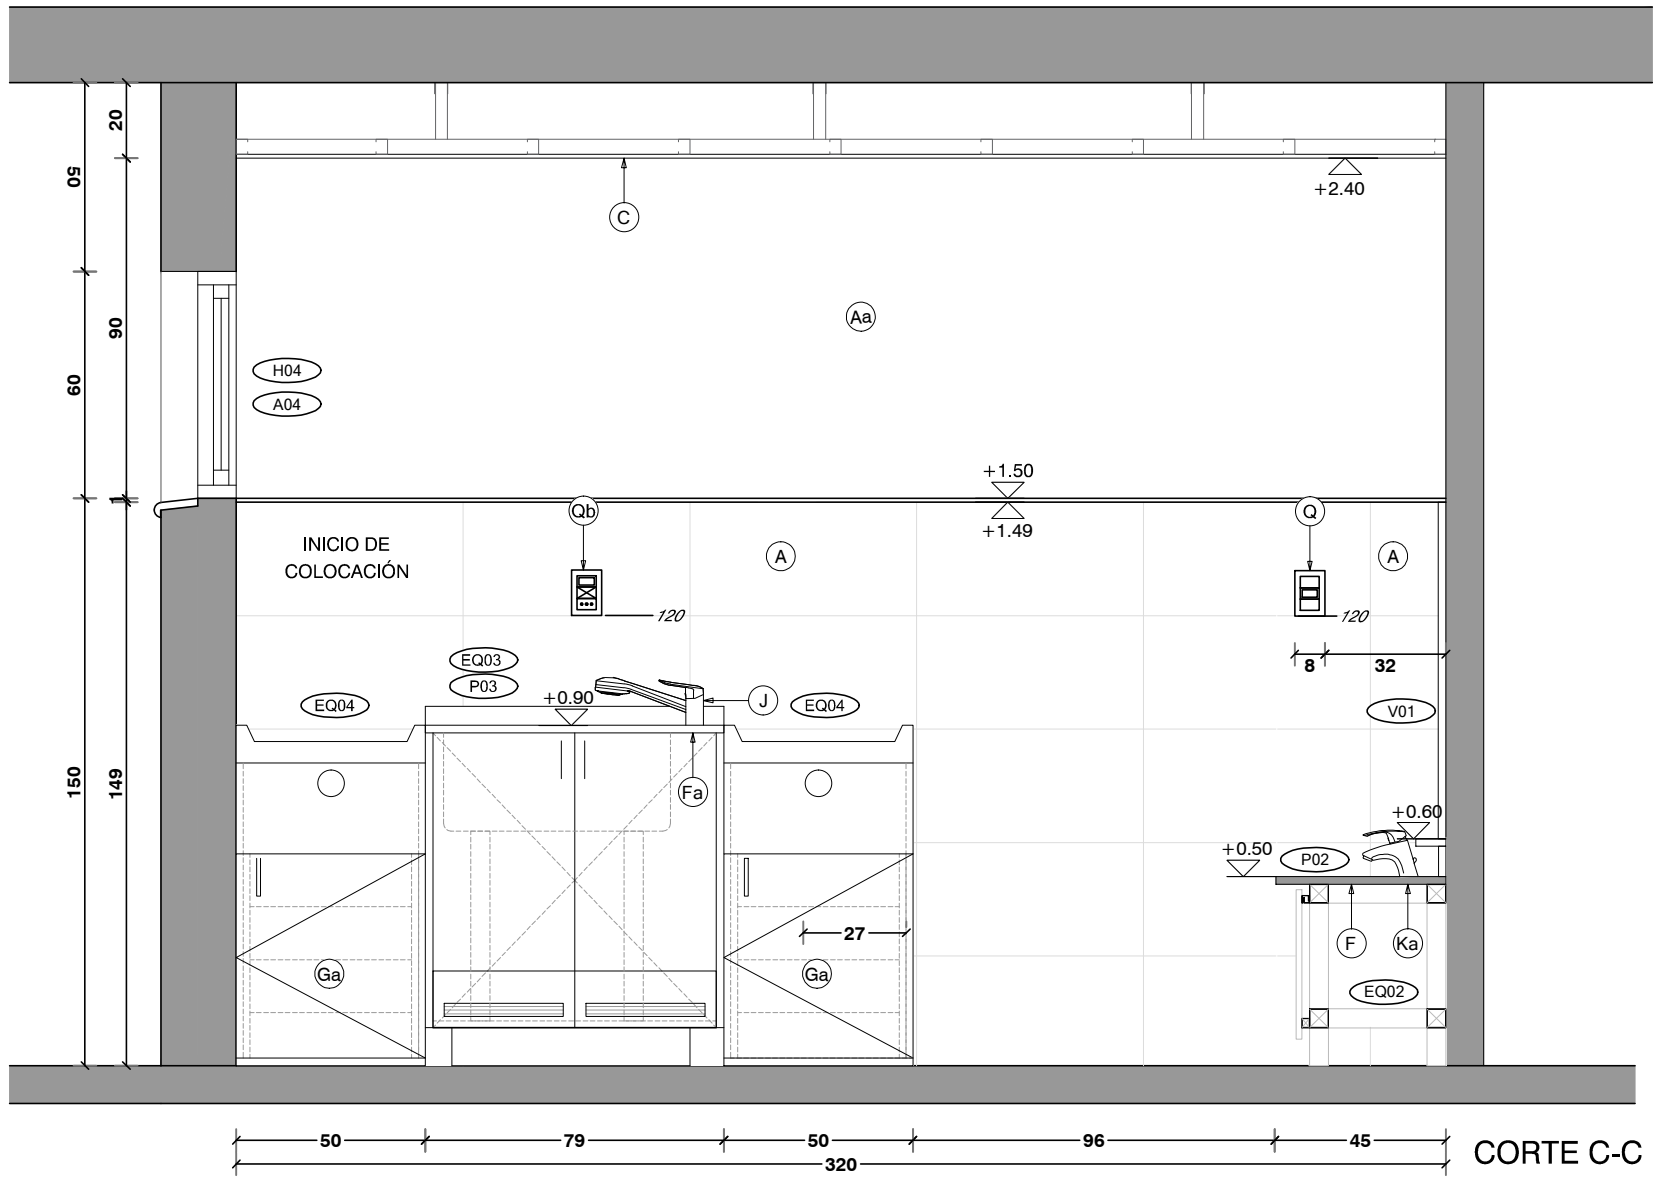 20
50
+2.40
C
Aa
90
60
H04
A04
+1.50
Qb
Q
+1.49
INICIO DE
COLOCACIÓN
A
A
120
120
8
32
EQ03
P03
EQ04
+0.90
J
EQ04
V01
150
149
Fa
+0.60
+0.50
P02
27
F
Ka
Ga
Ga
EQ02
50
79
50
96
45
320
CORTE C-C
1